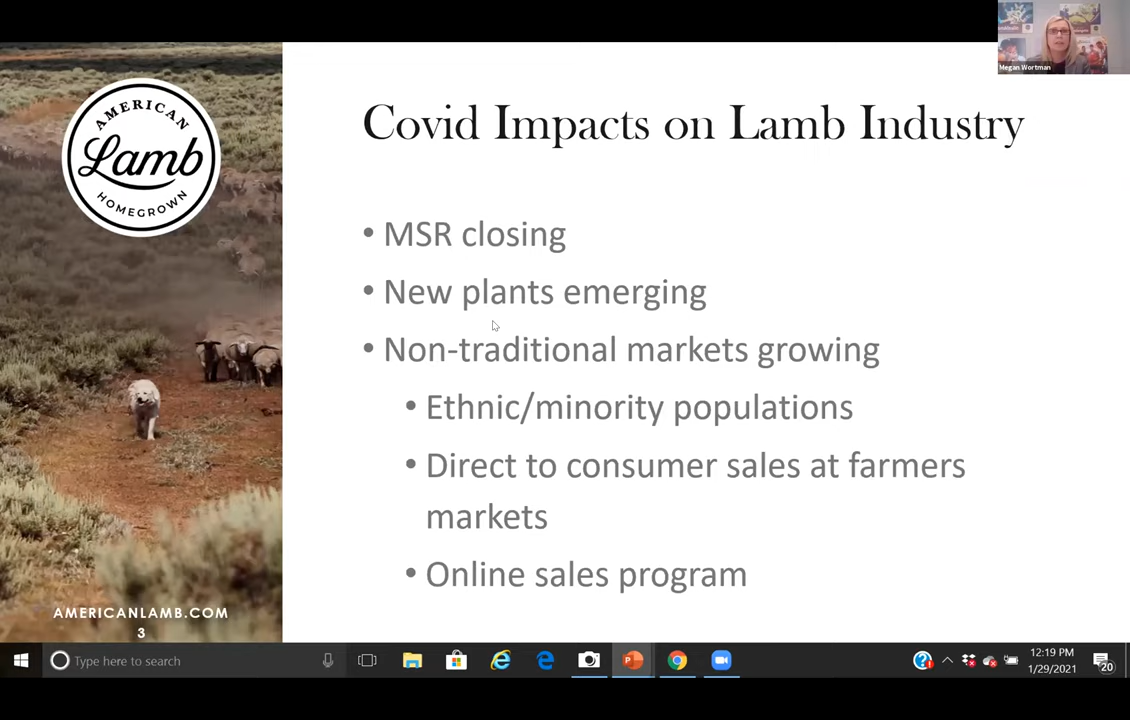 Megan Wortman
AMERICAN
Lamb
HOMEGROWN
Covid Impacts on Lamb Industry
• MSR closing
• New plants emerging
• Non-traditional markets growing
• Ethnic/minority populations
• Direct to consumer sales at farmers
markets
• Online sales program
AMERICANLAMB.COM
3
Type here to search
12:19 PM
1/29/2021
20